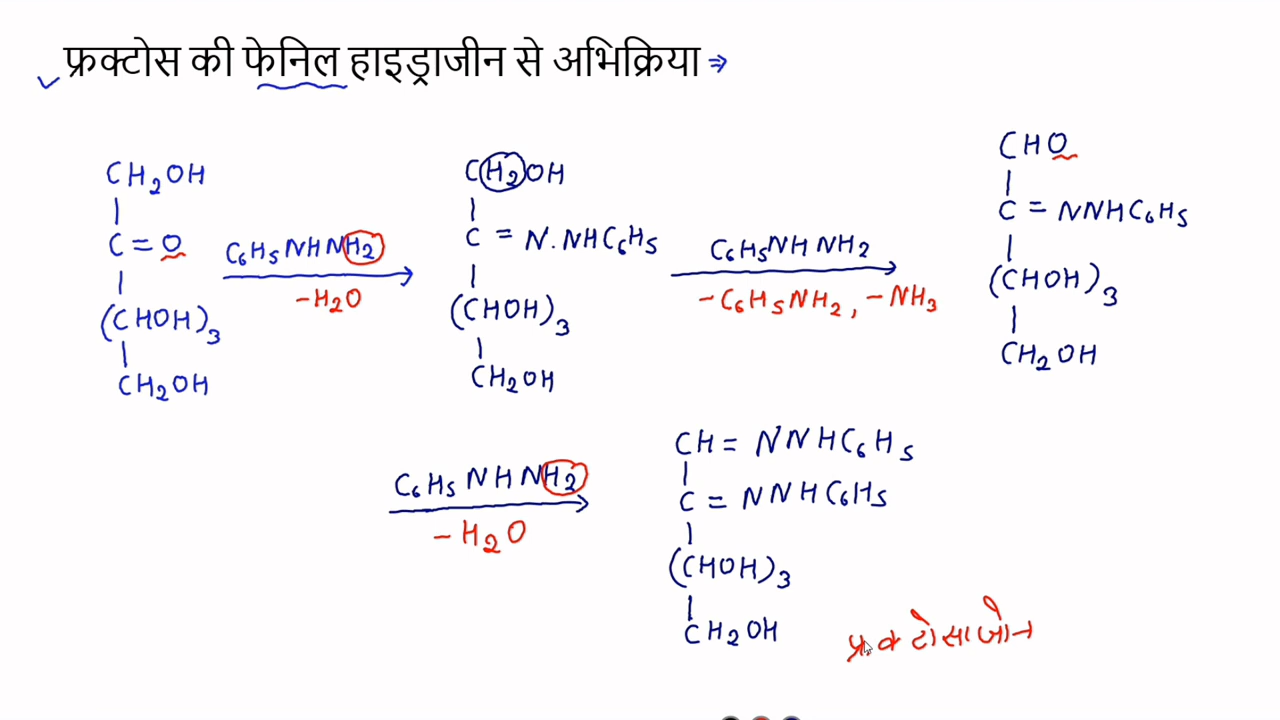 फ्रक्टोस की फेनिल हाइड्राजीन से अभिक्रिया ⇒
CH₂OH
|
C = O
|
(CHOH)₃
|
CH₂OH
C₆H₅NHNH₂
-H₂O
CH₂OH
|
C = N.NHC₆H₅
|
(CHOH)₃
|
CH₂OH
C₆H₅NHNH₂
-C₆H₅NH₂, -NH₃
CHO
|
C = NNHC₆H₅
|
(CHOH)₃
|
CH₂OH
C₆H₅NHNH₂
-H₂O
CH = NNHC₆H₅
|
C = NNHC₆H₅
|
(CHOH)₃
|
CH₂OH
फ्रक्टोसाजोन